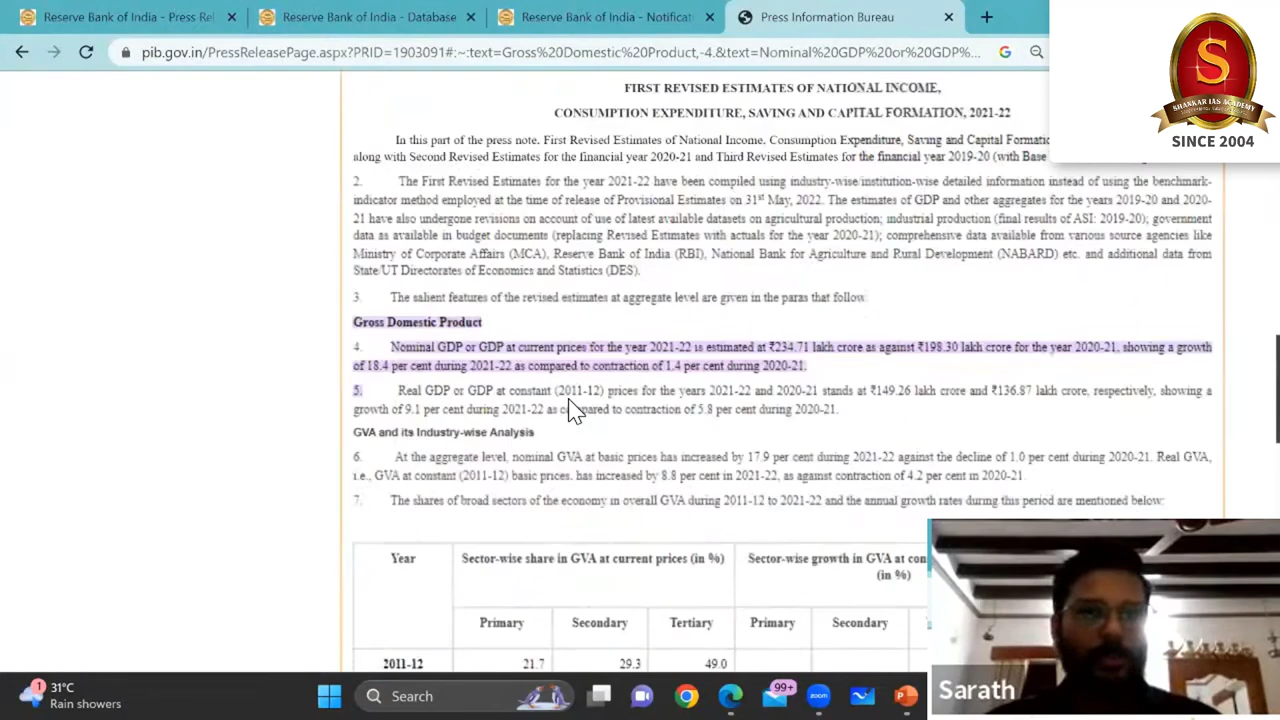 Reserve Bank of India - Press Rel
Reserve Bank of India - Database
Reserve Bank of India - Notificat
Press Information Bureau
pib.gov.in/PressReleasePage.aspx?PRID=1903091#:~:text=Gross%20Domestic%20Product,-4.&text=Nominal%20GDP%20or%20GDP%...
S
SHANKAR IAS ACADEMY
SINCE 2004
FIRST REVISED ESTIMATES OF NATIONAL INCOME,
CONSUMPTION EXPENDITURE, SAVING AND CAPITAL FORMATION, 2021-22
In this part of the press note, First Revised Estimates of National Income, Consumption Expenditure, Saving and Capital Formatio
along with Second Revised Estimates for the financial year 2020-21 and Third Revised Estimates for the financial year 2019-20 (with Base
2. The First Revised Estimates for the year 2021-22 have been compiled using industry-wise/institution-wise detailed information instead of using the benchmark-
indicator method employed at the time of release of Provisional Estimates on 31st May, 2022. The estimates of GDP and other aggregates for the years 2019-20 and 2020-
21 have also undergone revisions on account of use of latest available datasets on agricultural production; industrial production (final results of ASI: 2019-20); government
data as available in budget documents (replacing Revised Estimates with actuals for the year 2020-21); comprehensive data available from various source agencies like
Ministry of Corporate Affairs (MCA), Reserve Bank of India (RBI), National Bank for Agriculture and Rural Development (NABARD) etc. and additional data from
State/UT Directorates of Economics and Statistics (DES).
3. The salient features of the revised estimates at aggregate level are given in the paras that follow:
Gross Domestic Product
4. Nominal GDP or GDP at current prices for the year 2021-22 is estimated at ₹234.71 lakh crore as against ₹198.30 lakh crore for the year 2020-21, showing a growth
of 18.4 per cent during 2021-22 as compared to contraction of 1.4 per cent during 2020-21.
5. Real GDP or GDP at constant (2011-12) prices for the years 2021-22 and 2020-21 stands at ₹149.26 lakh crore and ₹136.87 lakh crore, respectively, showing a
growth of 9.1 per cent during 2021-22 as compared to contraction of 5.8 per cent during 2020-21.
GVA and its Industry-wise Analysis
6. At the aggregate level, nominal GVA at basic prices has increased by 17.9 per cent during 2021-22 against the decline of 1.0 per cent during 2020-21. Real GVA,
i.e., GVA at constant (2011-12) basic prices, has increased by 8.8 per cent in 2021-22, as against contraction of 4.2 per cent in 2020-21.
7. The shares of broad sectors of the economy in overall GVA during 2011-12 to 2021-22 and the annual growth rates during this period are mentioned below:
Year Sector-wise share in GVA at current prices (in %) Sector-wise growth in GVA at con
(in %)
Primary Secondary Tertiary Primary Secondary
2011-12 21.7 29.3 49.0
Sarath
1
31°C
Rain showers
Search
99+
zoom